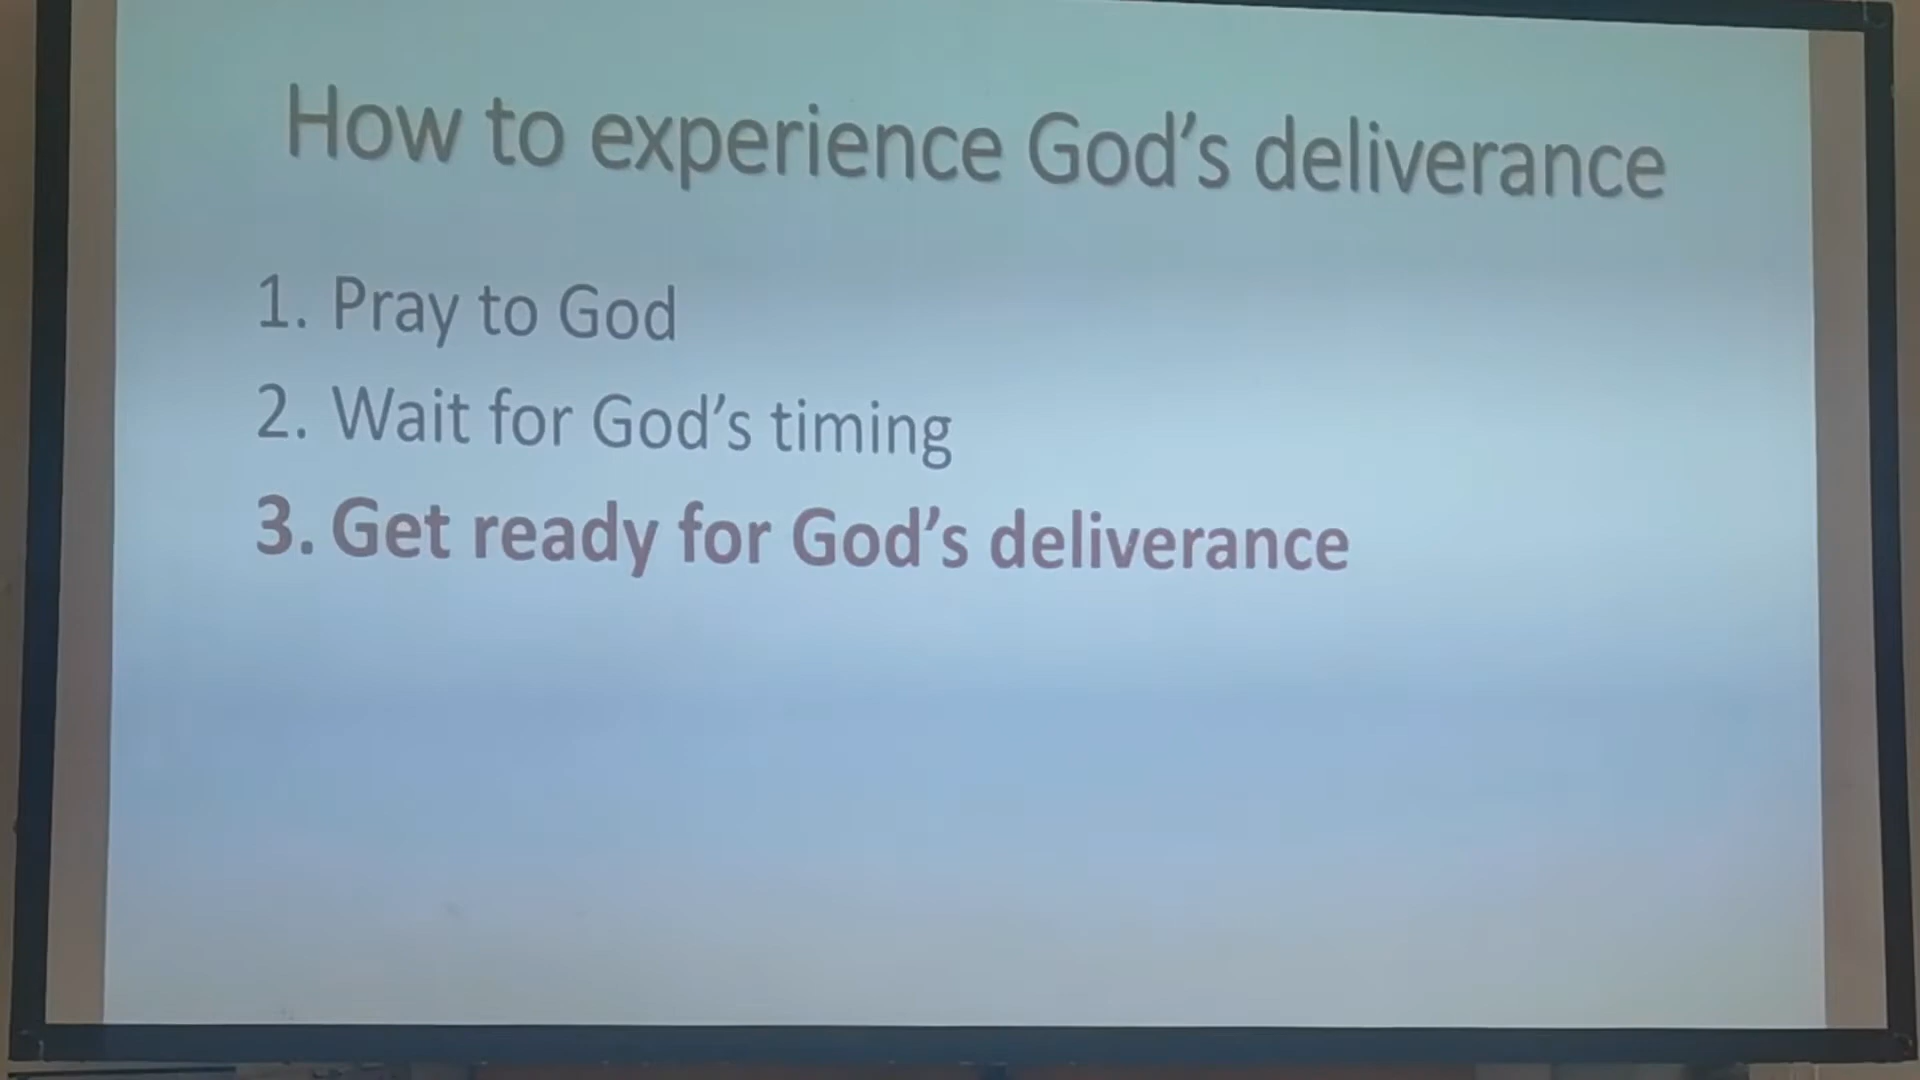 How to experience God's deliverance
1. Pray to God
2. Wait for God's timing
3. Get ready for God's deliverance